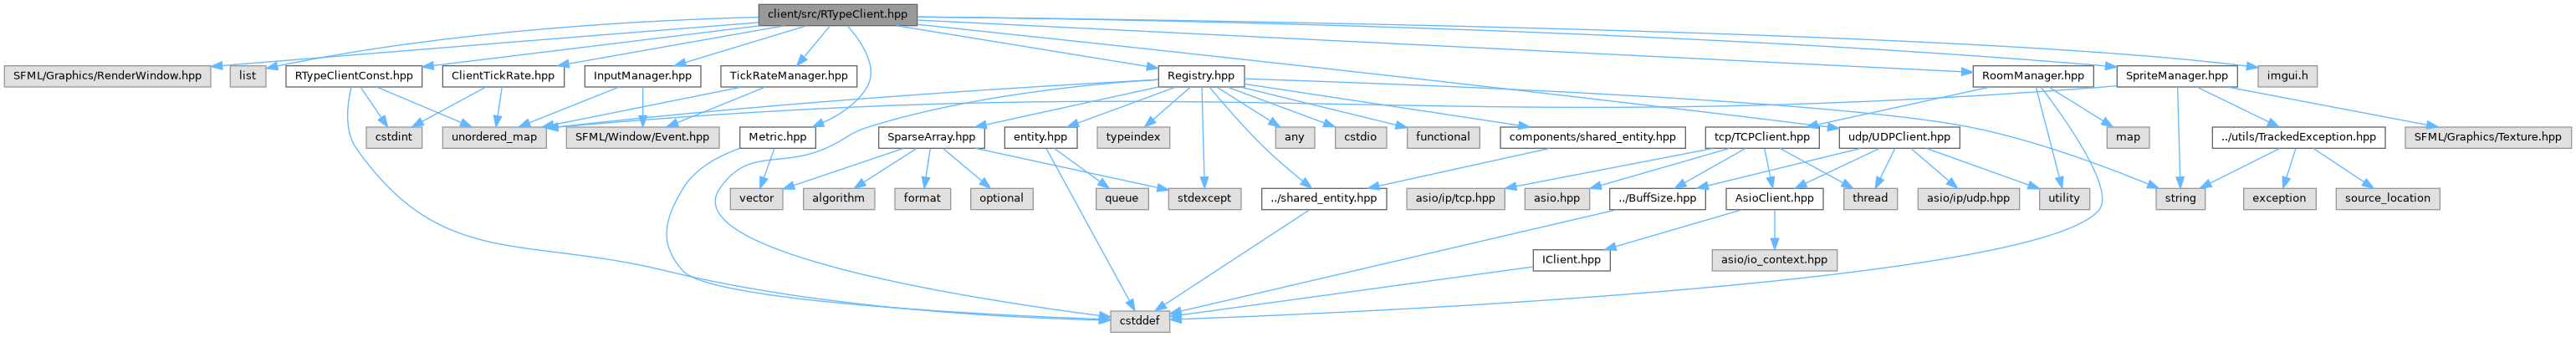 client/src/RTypeClient.hpp
SFML/Graphics/RenderWindow.hpp
list
RTypeClientConst.hpp
ClientTickRate.hpp
InputManager.hpp
TickRateManager.hpp
Registry.hpp
RoomManager.hpp
SpriteManager.hpp
imgui.h
cstdint
unordered_map
SFML/Window/Event.hpp
Metric.hpp
SparseArray.hpp
entity.hpp
typeindex
any
cstdio
functional
components/shared_entity.hpp
tcp/TCPClient.hpp
udp/UDPClient.hpp
map
../utils/TrackedException.hpp
SFML/Graphics/Texture.hpp
vector
algorithm
format
optional
queue
stdexcept
../shared_entity.hpp
asio/ip/tcp.hpp
asio.hpp
../BuffSize.hpp
AsioClient.hpp
thread
asio/ip/udp.hpp
utility
string
exception
source_location
IClient.hpp
asio/io_context.hpp
cstddef